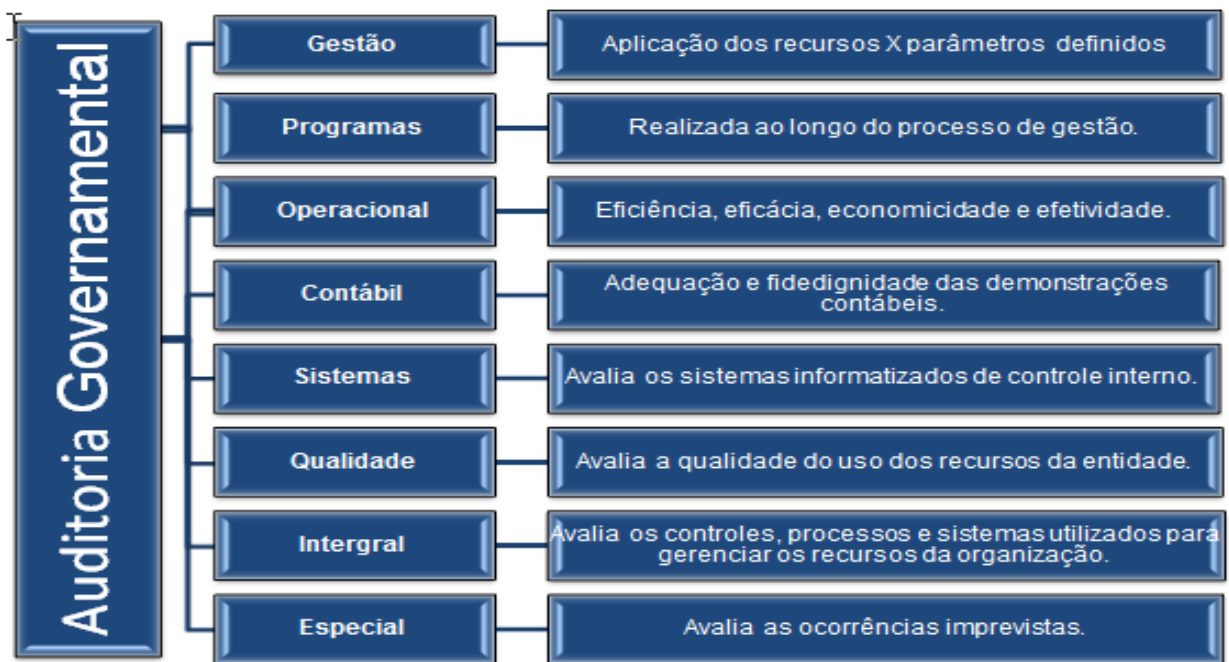 Auditoria Governamental
Gestão
Aplicação dos recursos X parâmetros definidos
Programas
Realizada ao longo do processo de gestão.
Operacional
Eficiência, eficácia, economicidade e efetividade.
Contábil
Adequação e fidedignidade das demonstrações
contábeis.
Sistemas
Avalia os sistemas informatizados de controle interno.
Qualidade
Avalia a qualidade do uso dos recursos da entidade.
Intergral
Avalia os controles, processos e sistemas utilizados para
gerenciar os recursos da organização.
Especial
Avalia as ocorrências imprevistas.